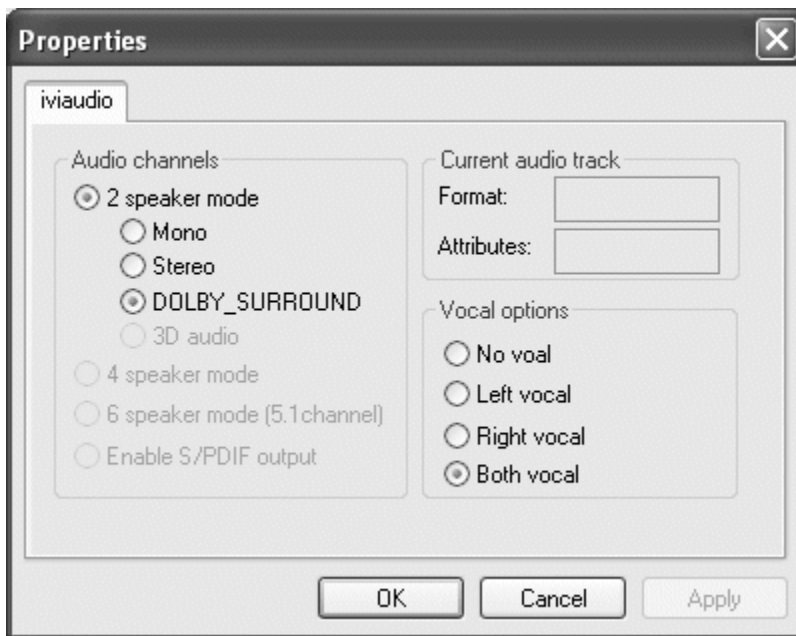 Properties
iviaudio
Audio channels
2 speaker mode
Mono
Stereo
DOLBY_SURROUND
3D audio
4 speaker mode
6 speaker mode (5.1channel)
Enable S/PDIF output
Current audio track
Format:
Attributes:
Vocal options
No voal
Left vocal
Right vocal
Both vocal
OK
Cancel
Apply